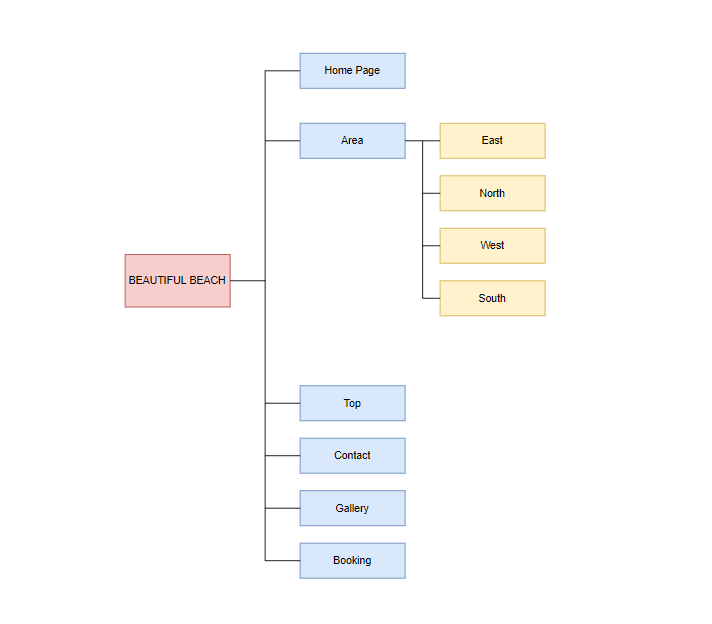 Home Page
Area
East
North
West
BEAUTIFUL BEACH
South
Top
Contact
Gallery
Booking